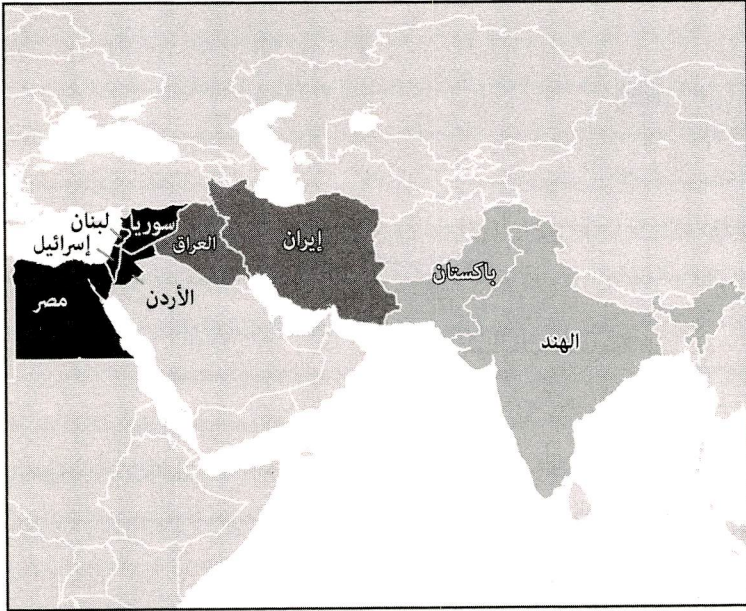 لبنان
سوريا
إسرائيل
العراق
إيران
مصر
الأردن
باكستان
الهند